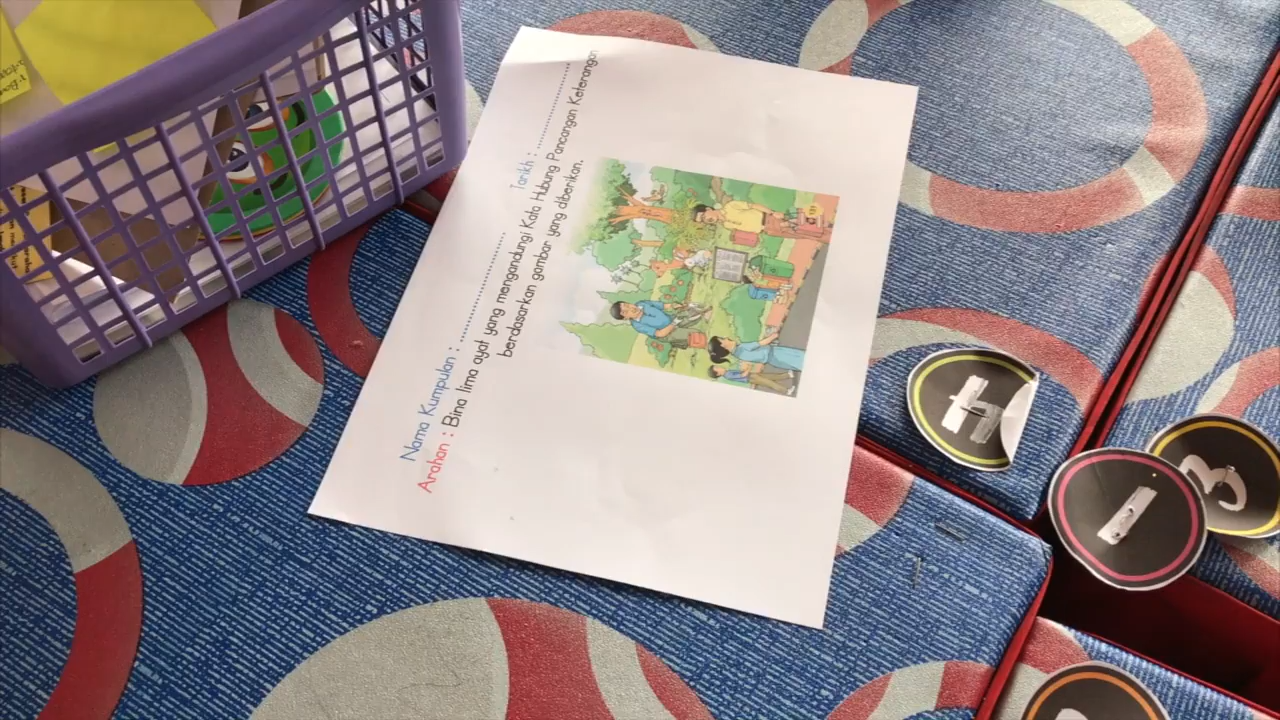 Nama Kumpulan : .......................... Tarikh : ....................
Arahan : Bina lima ayat yang mengandungi Kata Hubung Pancangan Keterangan
berdasarkan gambar yang diberikan.
4
1
3